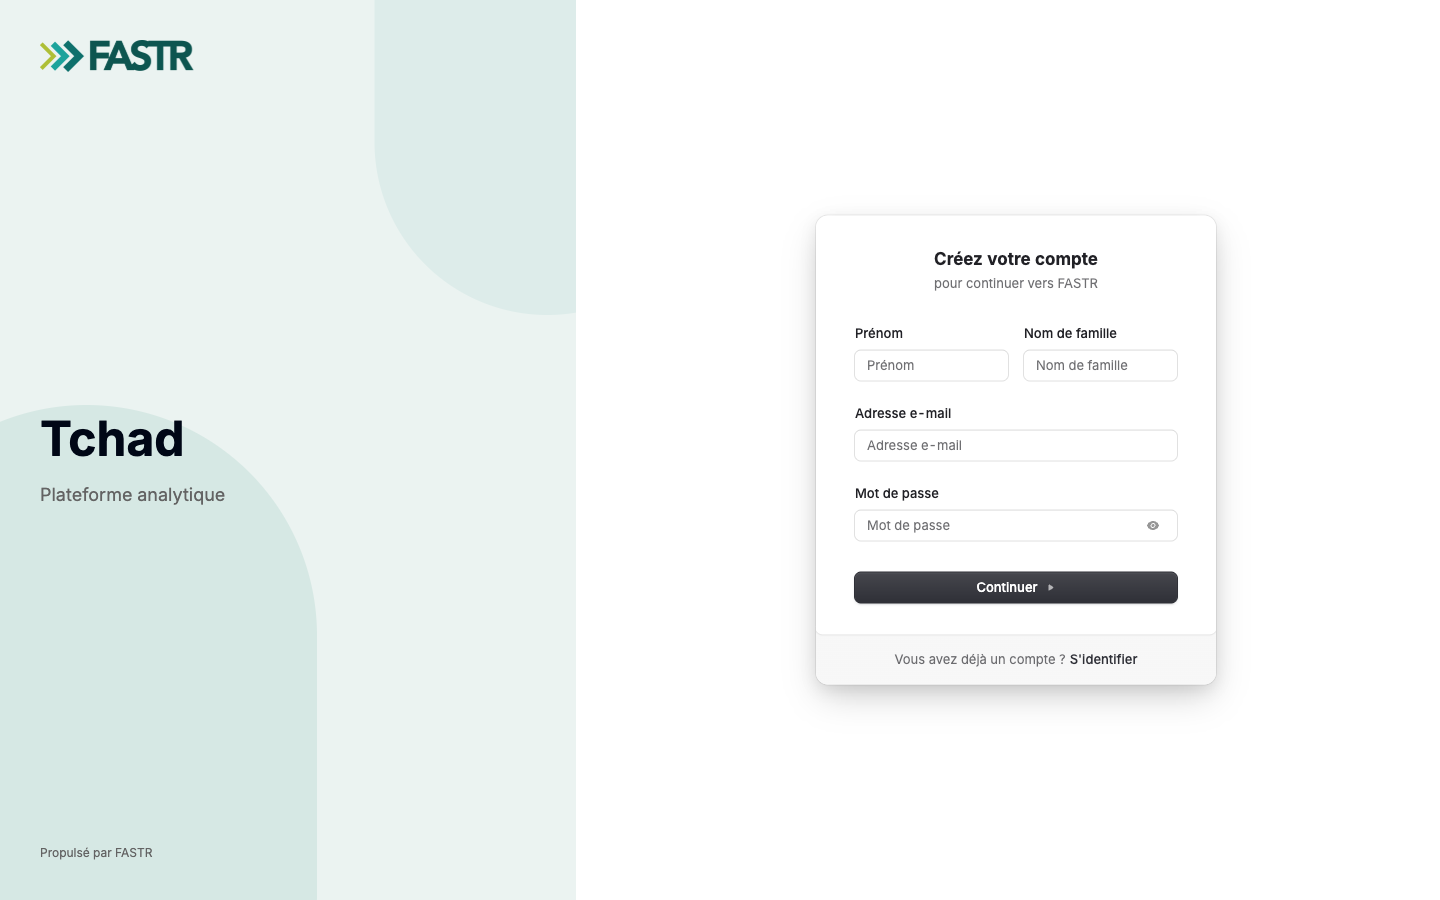 FASTR
Tchad
Plateforme analytique
Propulsé par FASTR
Créez votre compte
pour continuer vers FASTR
Prénom
Nom de famille
Prénom
Nom de famille
Adresse e-mail
Adresse e-mail
Mot de passe
Mot de passe
Continuer
Vous avez déjà un compte ? S'identifier